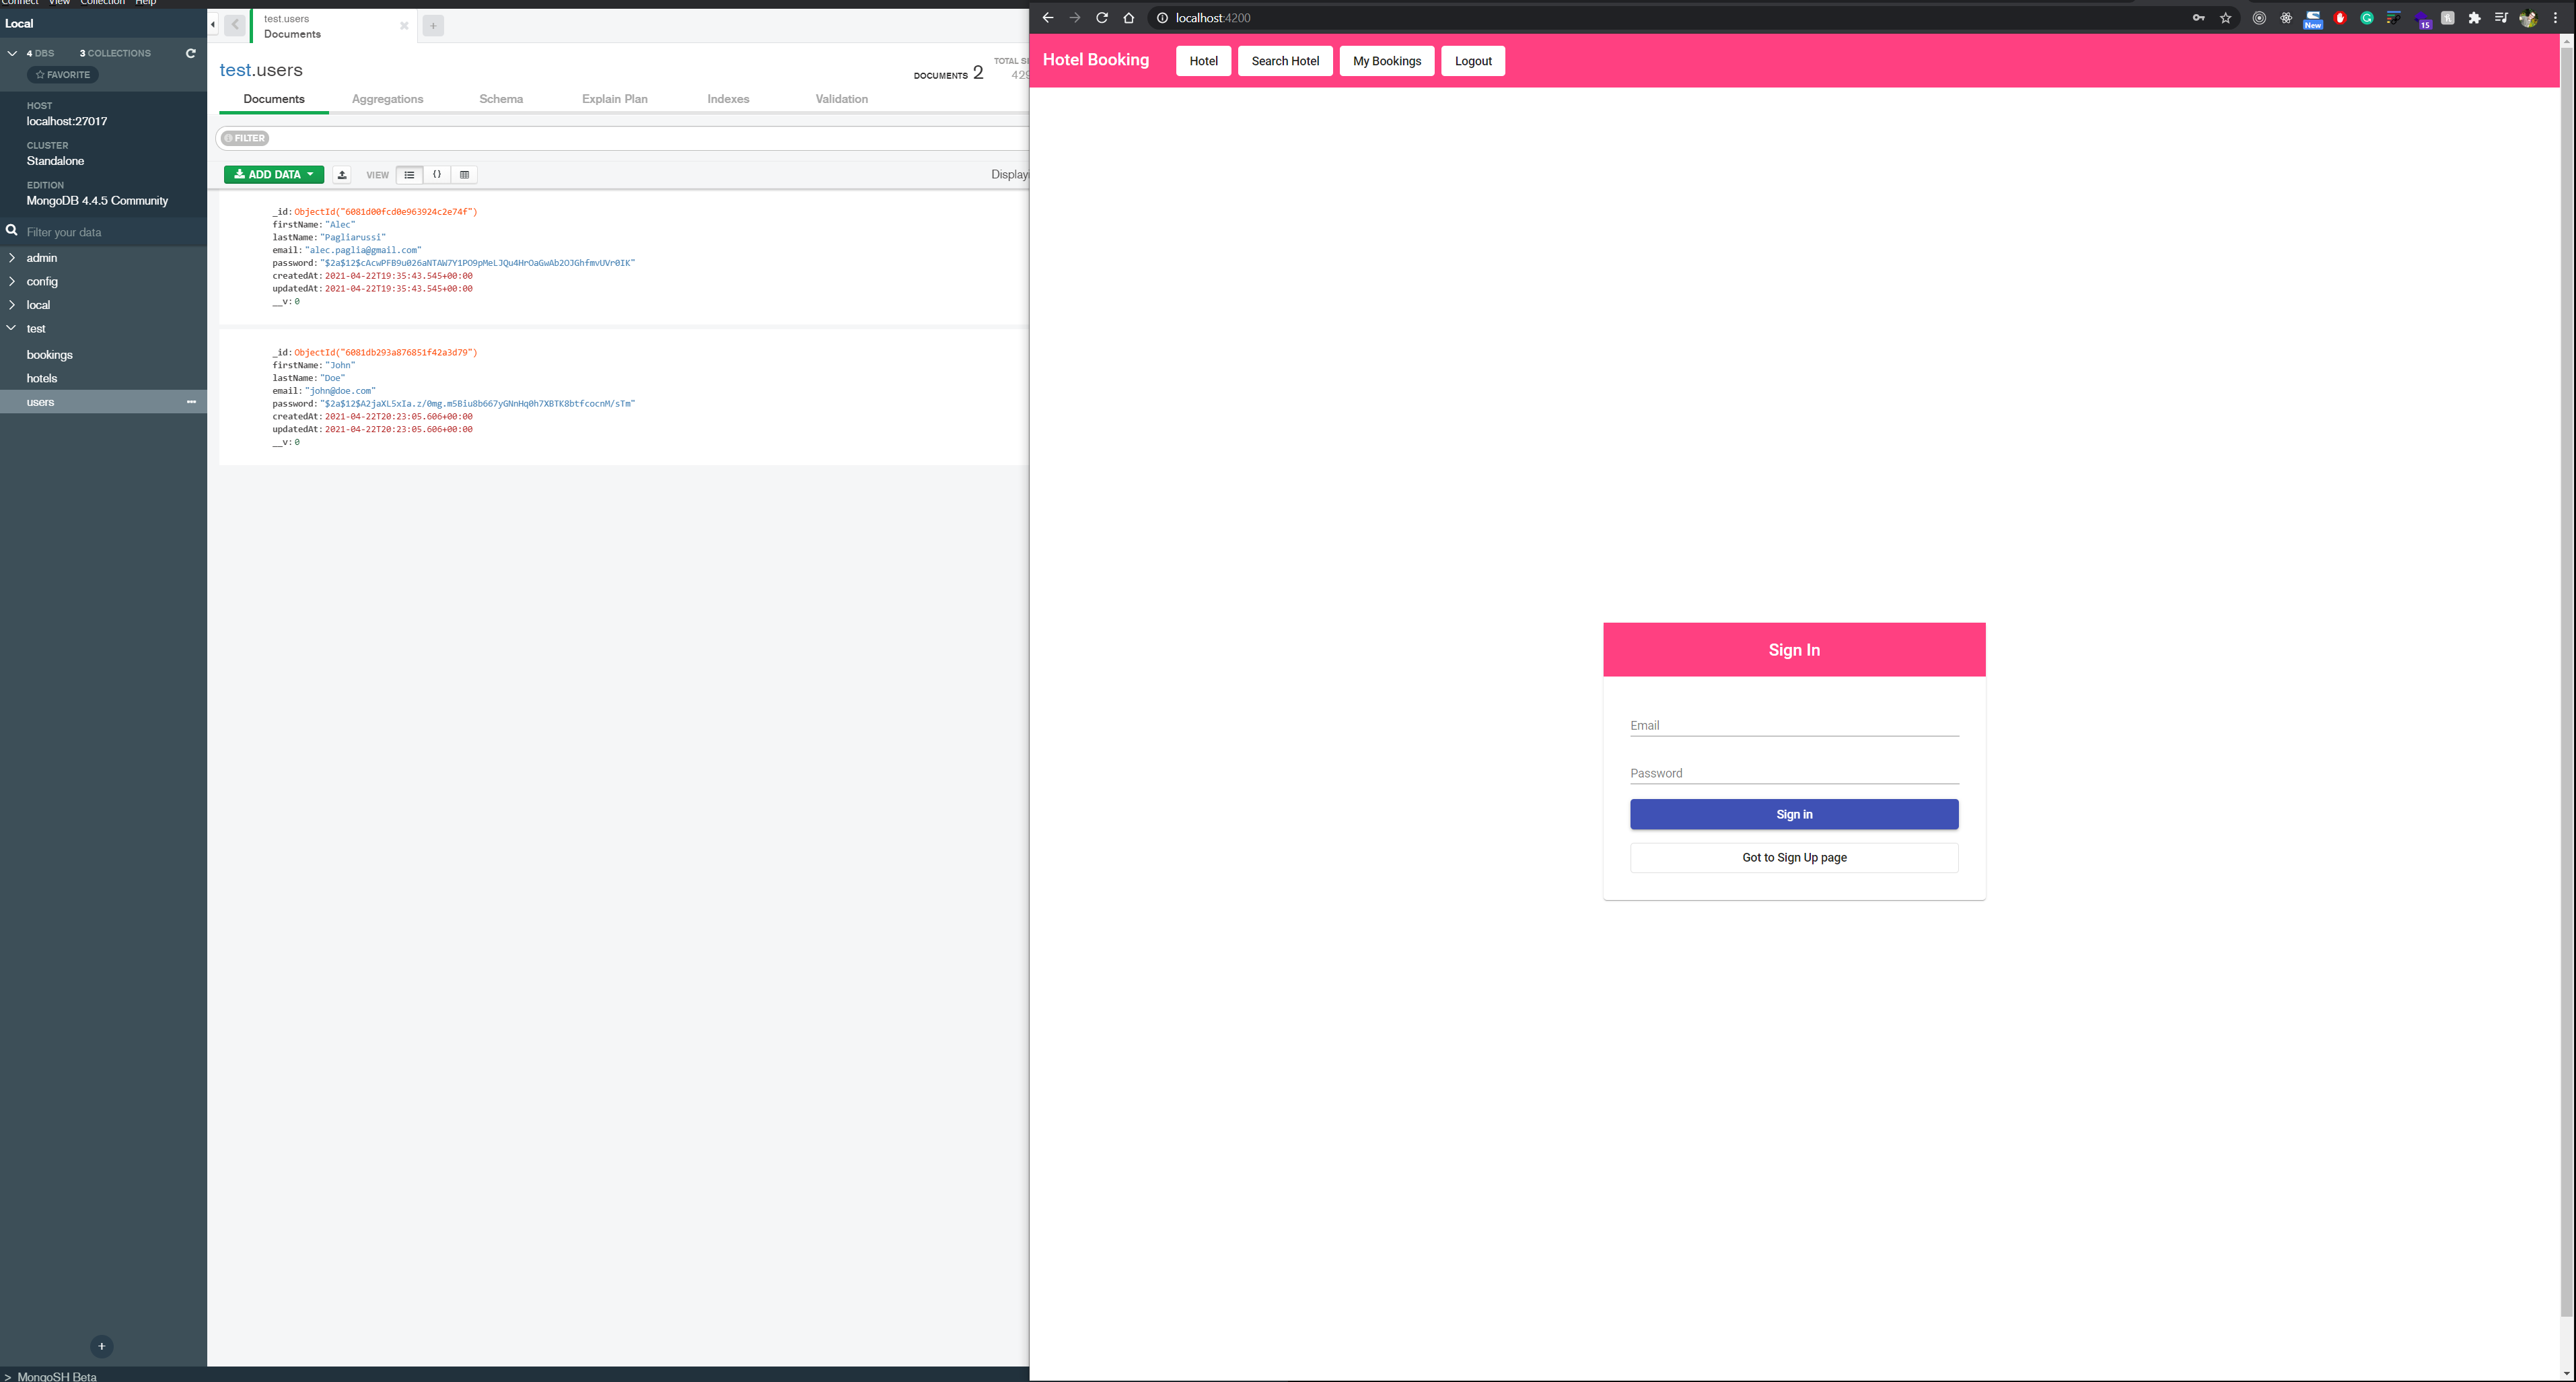 Connect View Collection Help
Local
4 DBS 3 COLLECTIONS
FAVORITE
HOST
localhost:27017
CLUSTER
Standalone
EDITION
MongoDB 4.4.5 Community
Filter your data
admin
config
local
test
bookings
hotels
users
MongoSH Beta
test.users
Documents
test.users
DOCUMENTS 2
TOTAL SI
429
Documents Aggregations Schema Explain Plan Indexes Validation
FILTER
ADD DATA VIEW {} Displayi
_id: ObjectId("6081d00fcd0e963924c2e74f")
firstName: "Alec"
lastName: "Pagliarussi"
email: "alec.paglia@gmail.com"
password: "$2a$12$cAcwPFB9u026aNTAW7Y1PO9pMeLJQu4HrOaGwAb2OJGhfmvUVr0IK"
createdAt: 2021-04-22T19:35:43.545+00:00
updatedAt: 2021-04-22T19:35:43.545+00:00
__v: 0
_id: ObjectId("6081db293a876851f42a3d79")
firstName: "John"
lastName: "Doe"
email: "john@doe.com"
password: "$2a$12$A2jaXL5xIa.z/0mg.m5Biu8b667yGNnHq0h7XBTK8btfcocnM/sTm"
createdAt: 2021-04-22T20:23:05.606+00:00
updatedAt: 2021-04-22T20:23:05.606+00:00
__v: 0
localhost:4200
New
15
Hotel Booking
Hotel Search Hotel My Bookings Logout
Sign In
Email
Password
Sign in
Got to Sign Up page